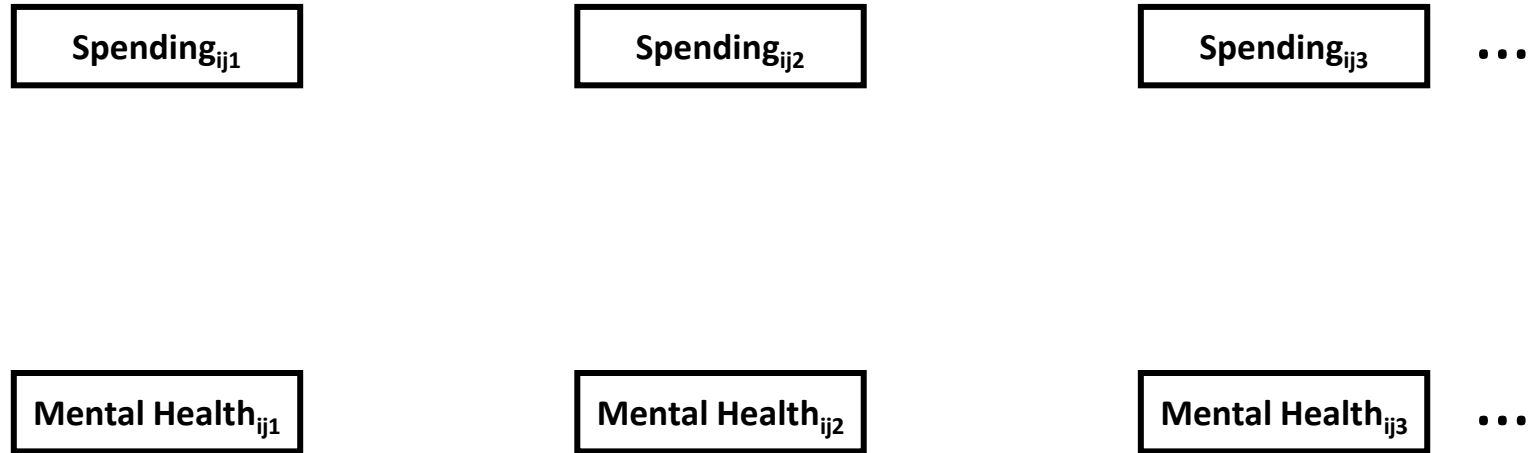 Spending_ij1 Spending_ij2 Spending_ij3 ...
Mental Health_ij1 Mental Health_ij2 Mental Health_ij3 ...